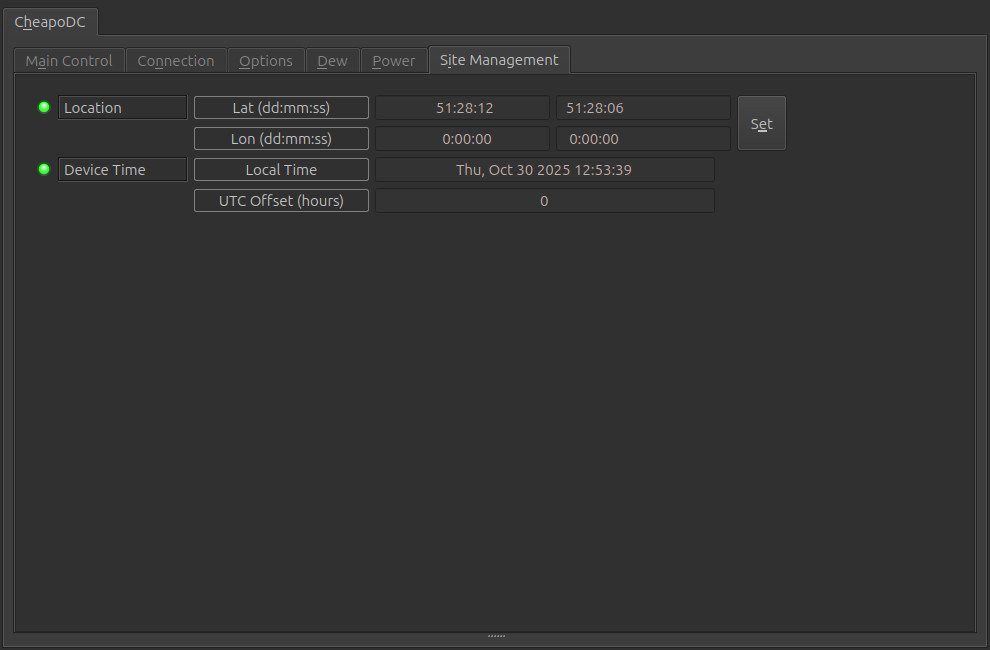 CheapoDC
Main Control Connection Options Dew Power Site Management
Location Lat (dd:mm:ss) 51:28:12 51:28:06 Set
Lon (dd:mm:ss) 0:00:00 0:00:00
Device Time Local Time Thu, Oct 30 2025 12:53:39
UTC Offset (hours) 0